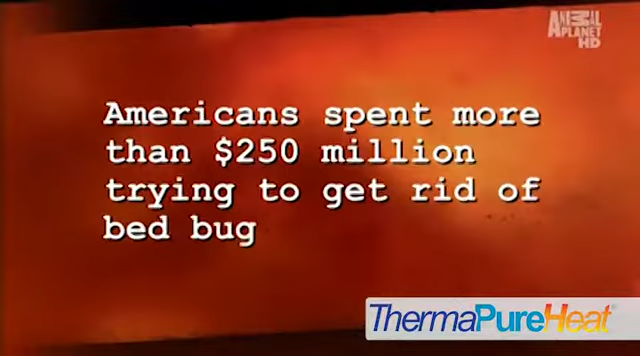 ANIMAL
PLANET
HD
Americans spent more
than $250 million
trying to get rid of
bed bug
ThermaPureHeat®